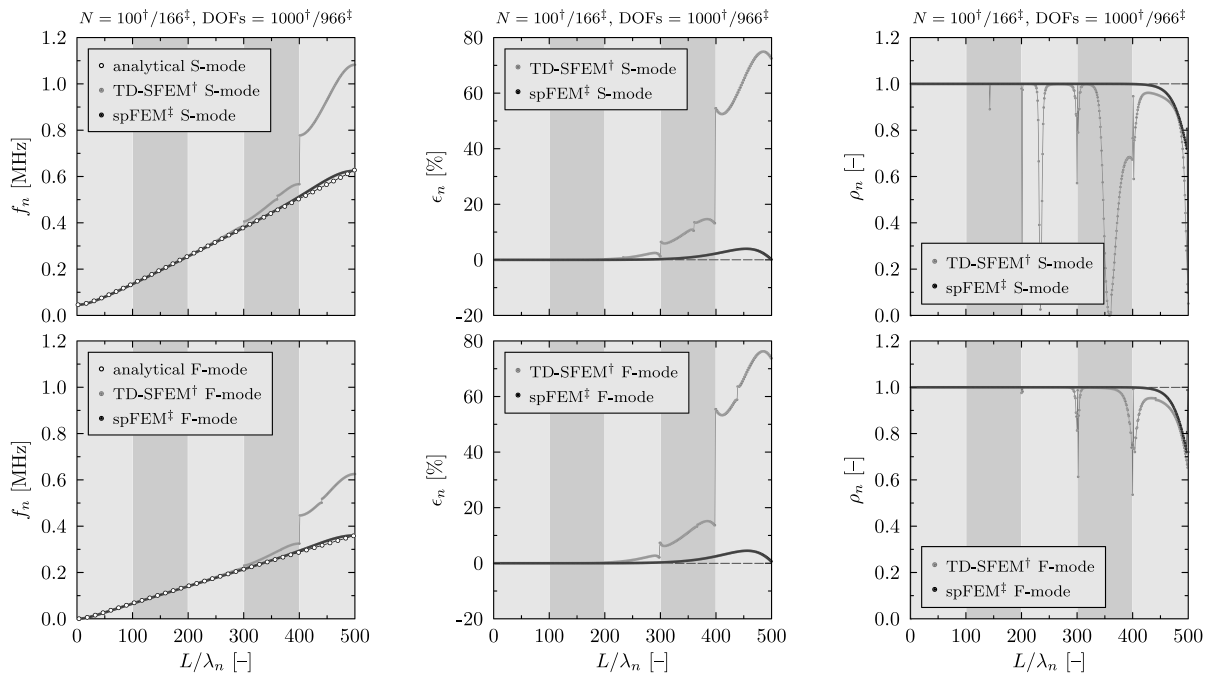 N = 100†/166‡, DOFs = 1000†/966‡
N = 100†/166‡, DOFs = 1000†/966‡
N = 100†/166‡, DOFs = 1000†/966‡
1.2
1.0
0.8
0.6
0.4
0.2
0.0
f_n [MHz]
analytical S-mode
TD-SFEM† S-mode
spFEM‡ S-mode
80
60
40
20
0
-20
ϵ_n [%]
TD-SFEM† S-mode
spFEM‡ S-mode
1.2
1.0
0.8
0.6
0.4
0.2
0.0
ρ_n [–]
TD-SFEM† S-mode
spFEM‡ S-mode
1.2
1.0
0.8
0.6
0.4
0.2
0.0
f_n [MHz]
analytical F-mode
TD-SFEM† F-mode
spFEM‡ F-mode
0 100 200 300 400 500
L/λ_n [–]
80
60
40
20
0
-20
ϵ_n [%]
TD-SFEM† F-mode
spFEM‡ F-mode
0 100 200 300 400 500
L/λ_n [–]
1.2
1.0
0.8
0.6
0.4
0.2
0.0
ρ_n [–]
TD-SFEM† F-mode
spFEM‡ F-mode
0 100 200 300 400 500
L/λ_n [–]